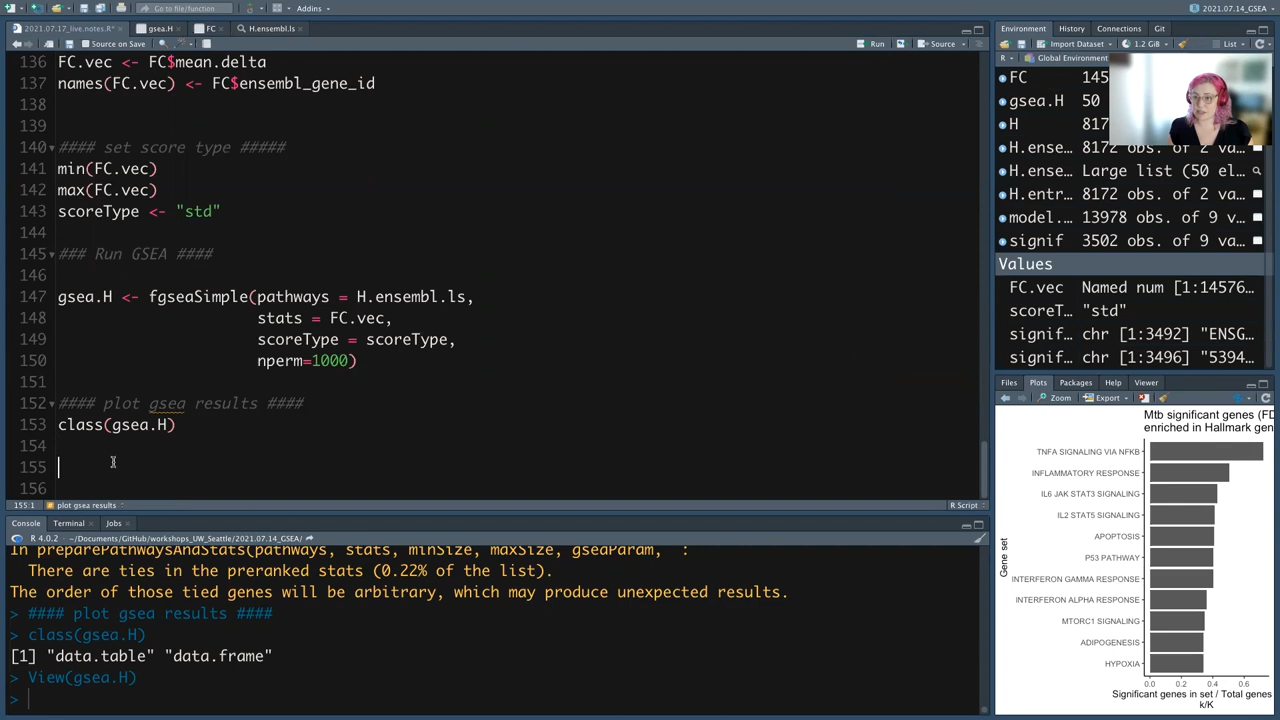 Go to file/function
Addins
2021.07.14_GSEA
2021.07.17_live.notes.R*
gsea.H
FC
H.ensembl.ls
Source on Save
Run
Source
136 FC.vec <- FC$mean.delta
137 names(FC.vec) <- FC$ensembl_gene_id
138
139
140 #### set score type #####
141 min(FC.vec)
142 max(FC.vec)
143 scoreType <- "std"
144
145 ### Run GSEA ####
146
147 gsea.H <- fgseaSimple(pathways = H.ensembl.ls,
148 stats = FC.vec,
149 scoreType = scoreType,
150 nperm=1000)
151
152 #### plot gsea results ####
153 class(gsea.H)
154
155
156
155:1 plot gsea results
R Script
Console Terminal Jobs
R 4.0.2 · ~/Documents/GitHub/workshops_UW_Seattle/2021.07.14_GSEA/
In preparePathwaysAndStats(pathways, stats, minSize, maxSize, gseaParam, :
There are ties in the preranked stats (0.22% of the list).
The order of those tied genes will be arbitrary, which may produce unexpected results.
> #### plot gsea results ####
> class(gsea.H)
[1] "data.table" "data.frame"
> View(gsea.H)
>
Environment History Connections Git
Import Dataset 1.2 GiB List
R Global Environment
FC 145
gsea.H 50
H 817
H.ense… 8172 obs. of 2 va…
H.ense… Large list (50 el…
H.entr… 8172 obs. of 2 va…
model.… 13978 obs. of 9 v…
signif 3502 obs. of 9 va…
Values
FC.vec Named num [1:14576…
scoreT… "std"
signif… chr [1:3492] "ENSG…
signif… chr [1:3496] "5394…
Files Plots Packages Help Viewer
Zoom Export
Mtb significant genes (FD
enriched in Hallmark gen
TNFA SIGNALING VIA NFKB
INFLAMMATORY RESPONSE
IL6 JAK STAT3 SIGNALING
IL2 STAT5 SIGNALING
APOPTOSIS
P53 PATHWAY
INTERFERON GAMMA RESPONSE
INTERFERON ALPHA RESPONSE
MTORC1 SIGNALING
ADIPOGENESIS
HYPOXIA
Gene set
0.0 0.2 0.4 0.6
Significant genes in set / Total genes
k/K